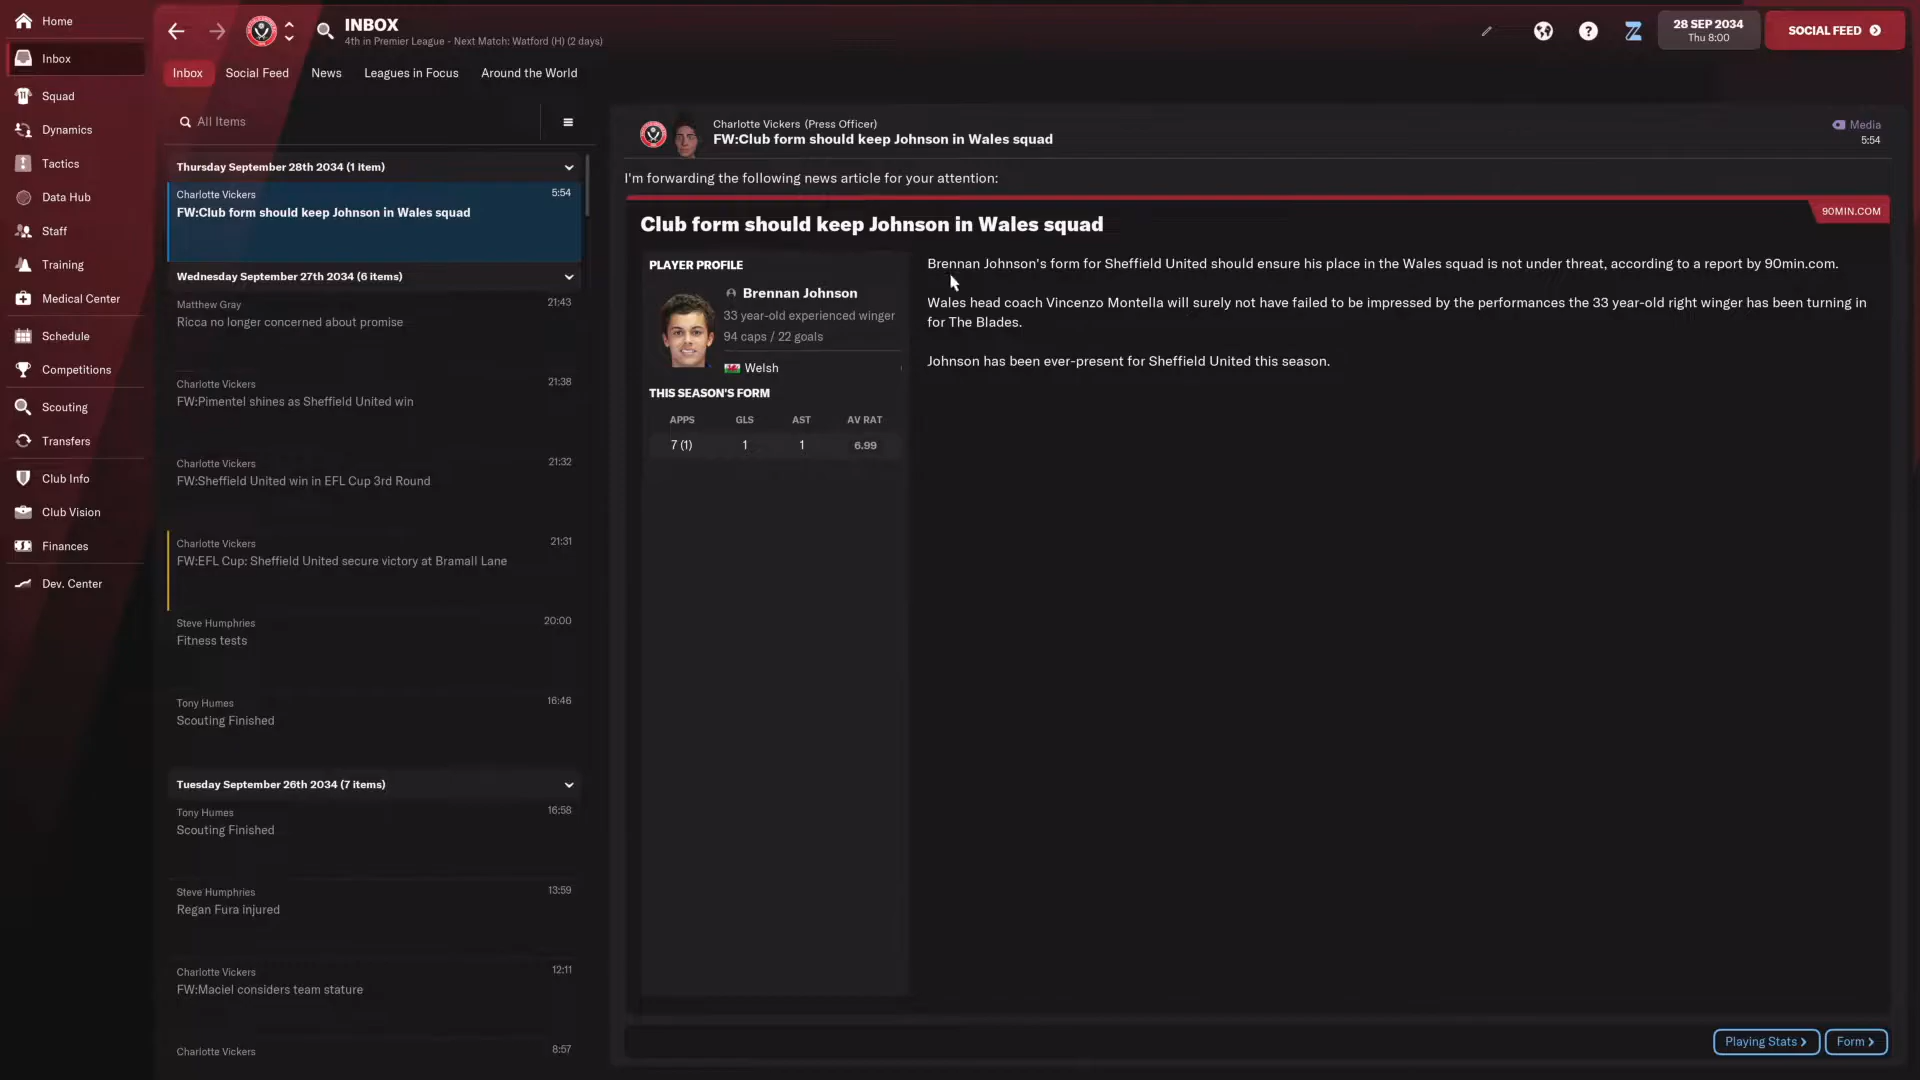 Home
Inbox
Squad
Dynamics
Tactics
Data Hub
Staff
Training
Medical Center
Schedule
Competitions
Scouting
Transfers
Club Info
Club Vision
Finances
Dev. Center
INBOX
4th in Premier League - Next Match: Watford (H) (2 days)
28 SEP 2034
Thu 8:00
SOCIAL FEED
Inbox Social Feed News Leagues in Focus Around the World
All Items
Thursday September 28th 2034 (1 item)
Charlotte Vickers 5:54
FW:Club form should keep Johnson in Wales squad
Wednesday September 27th 2034 (6 items)
Matthew Gray 21:43
Ricca no longer concerned about promise
Charlotte Vickers 21:38
FW:Pimentel shines as Sheffield United win
Charlotte Vickers 21:32
FW:Sheffield United win in EFL Cup 3rd Round
Charlotte Vickers 21:31
FW:EFL Cup: Sheffield United secure victory at Bramall Lane
Steve Humphries 20:00
Fitness tests
Tony Humes 16:46
Scouting Finished
Tuesday September 26th 2034 (7 items)
Tony Humes 16:58
Scouting Finished
Steve Humphries 13:59
Regan Fura injured
Charlotte Vickers 12:11
FW:Maciel considers team stature
Charlotte Vickers 8:57
Charlotte Vickers (Press Officer)
FW:Club form should keep Johnson in Wales squad
Media
5:54
I'm forwarding the following news article for your attention:
90MIN.COM
Club form should keep Johnson in Wales squad
PLAYER PROFILE
Brennan Johnson
33 year-old experienced winger
94 caps / 22 goals
Welsh
THIS SEASON'S FORM
APPS GLS AST AV RAT
7 (1) 1 1 6.99
Brennan Johnson's form for Sheffield United should ensure his place in the Wales squad is not under threat, according to a report by 90min.com.
Wales head coach Vincenzo Montella will surely not have failed to be impressed by the performances the 33 year-old right winger has been turning in
for The Blades.
Johnson has been ever-present for Sheffield United this season.
Playing Stats Form